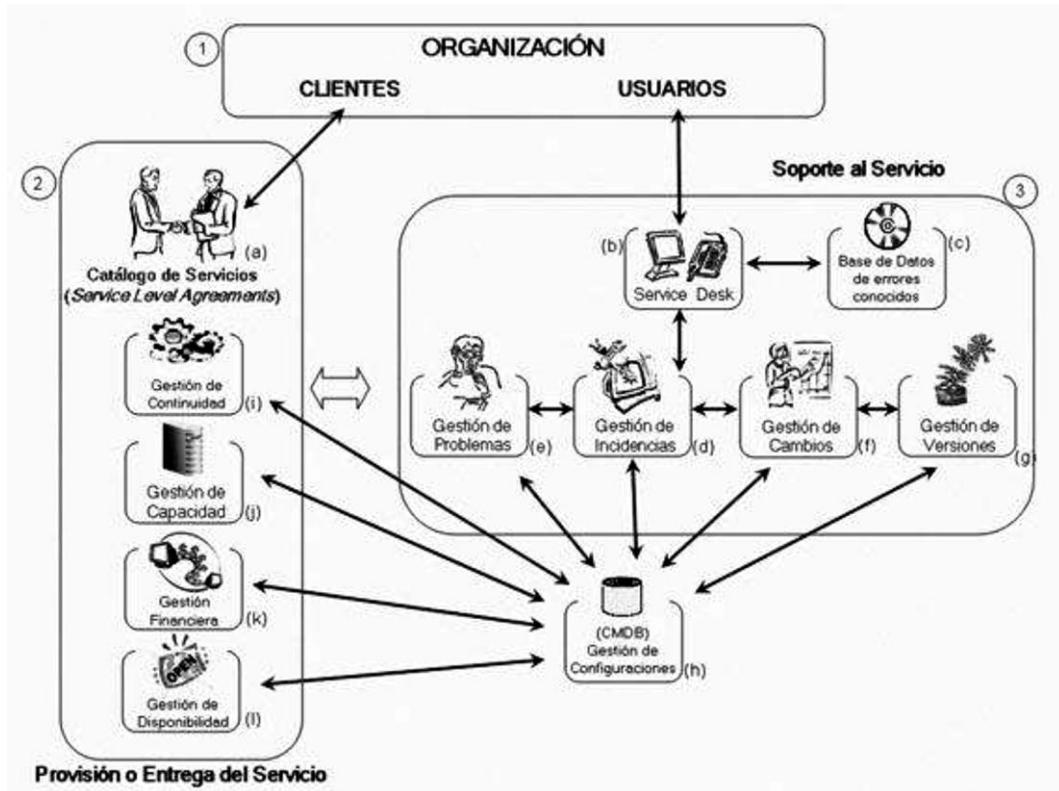 1
ORGANIZACIÓN
CLIENTES
USUARIOS
2
(a)
Catálogo de Servicios
(Service Level Agreements)
Gestión de
Continuidad
(i)
Gestión de
Capacidad
(j)
Gestión
Financiera
(k)
OPEN
Gestión de
Disponibilidad
(l)
Provisión o Entrega del Servicio
Soporte al Servicio
3
(b)
Service Desk
(c)
Base de Datos
de errores
conocidos
Gestión de
Problemas
(e)
Gestión de
Incidencias
(d)
Gestión de
Cambios
(f)
Gestión de
Versiones
(g)
(CMDB)
Gestión de
Configuraciones
(h)